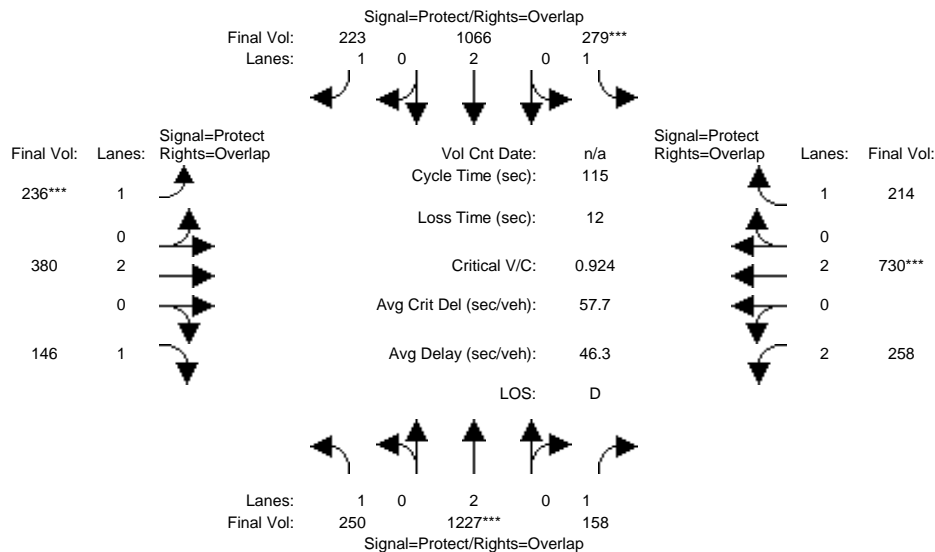 Signal=Protect/Rights=Overlap
Final Vol: 223 1066 279***
Lanes: 1 0 2 0 1
Signal=Protect Signal=Protect
Final Vol: Lanes: Rights=Overlap Vol Cnt Date: n/a Rights=Overlap Lanes: Final Vol:
Cycle Time (sec): 115
236*** 1 1 214
Loss Time (sec): 12
0 0
380 2 Critical V/C: 0.924 2 730***
0 Avg Crit Del (sec/veh): 57.7 0
146 1 Avg Delay (sec/veh): 46.3 2 258
LOS: D
Lanes: 1 0 2 0 1
Final Vol: 250 1227*** 158
Signal=Protect/Rights=Overlap